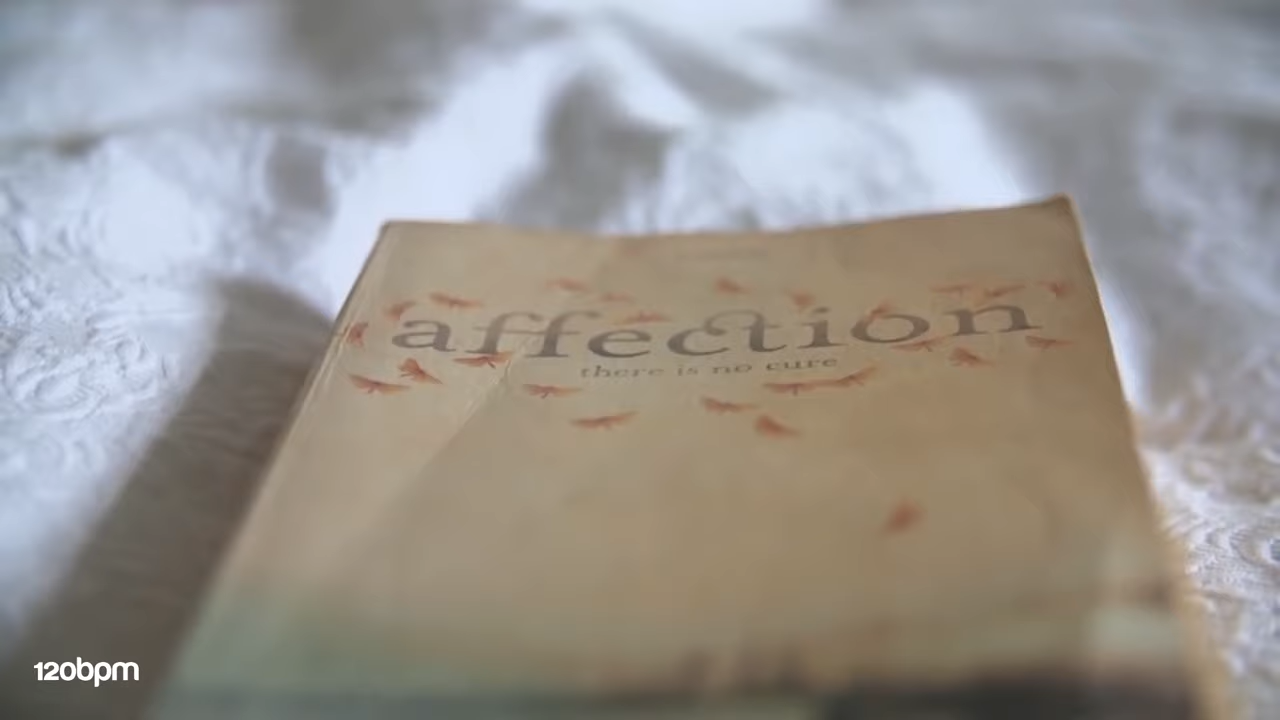 affection
there is no cure
120bpm